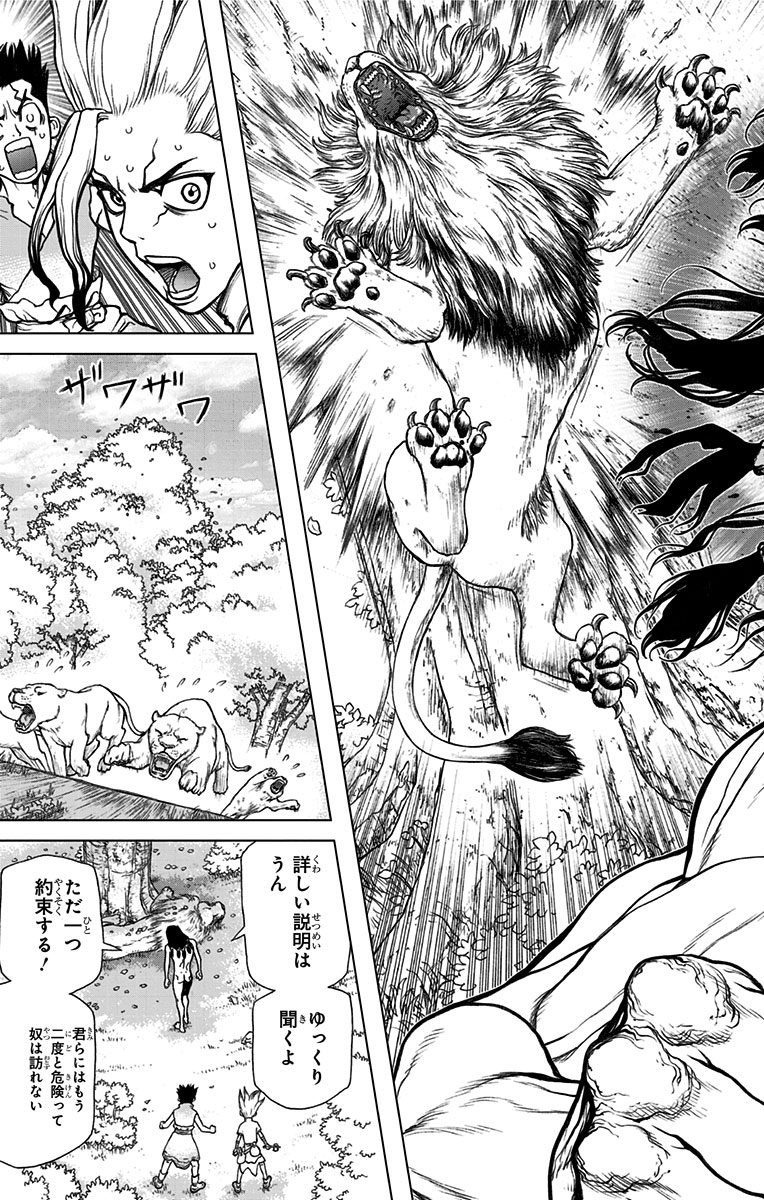 ザワザワ
詳しい説明は
うん
ゆっくり
聞くよ
ただ一つ
約束する!
君らにはもう
二度と危険って
奴は訪れない